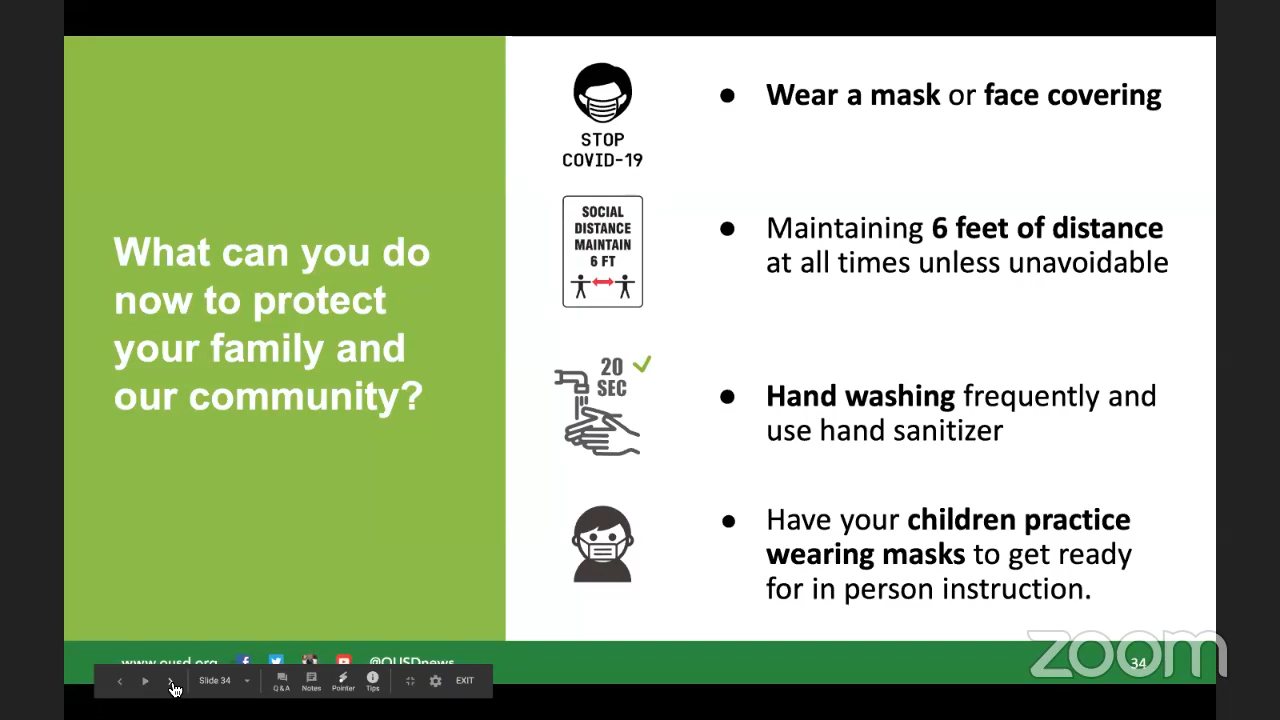 What can you do
now to protect
your family and
our community?
STOP
COVID-19
● Wear a mask or face covering
SOCIAL
DISTANCE
MAINTAIN
6 FT
● Maintaining 6 feet of distance
at all times unless unavoidable
20
SEC
● Hand washing frequently and
use hand sanitizer
● Have your children practice
wearing masks to get ready
for in person instruction.
www.ousd.org
@OUSDnews
34
zoom
Slide 34
Q&A
Notes
Pointer
Tips
EXIT